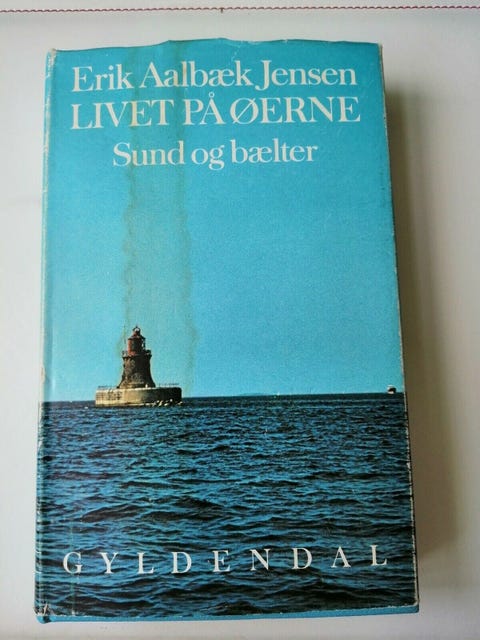 Erik Aalbæk Jensen
LIVET PÅ ØERNE
Sund og bælter
GYLDENDAL